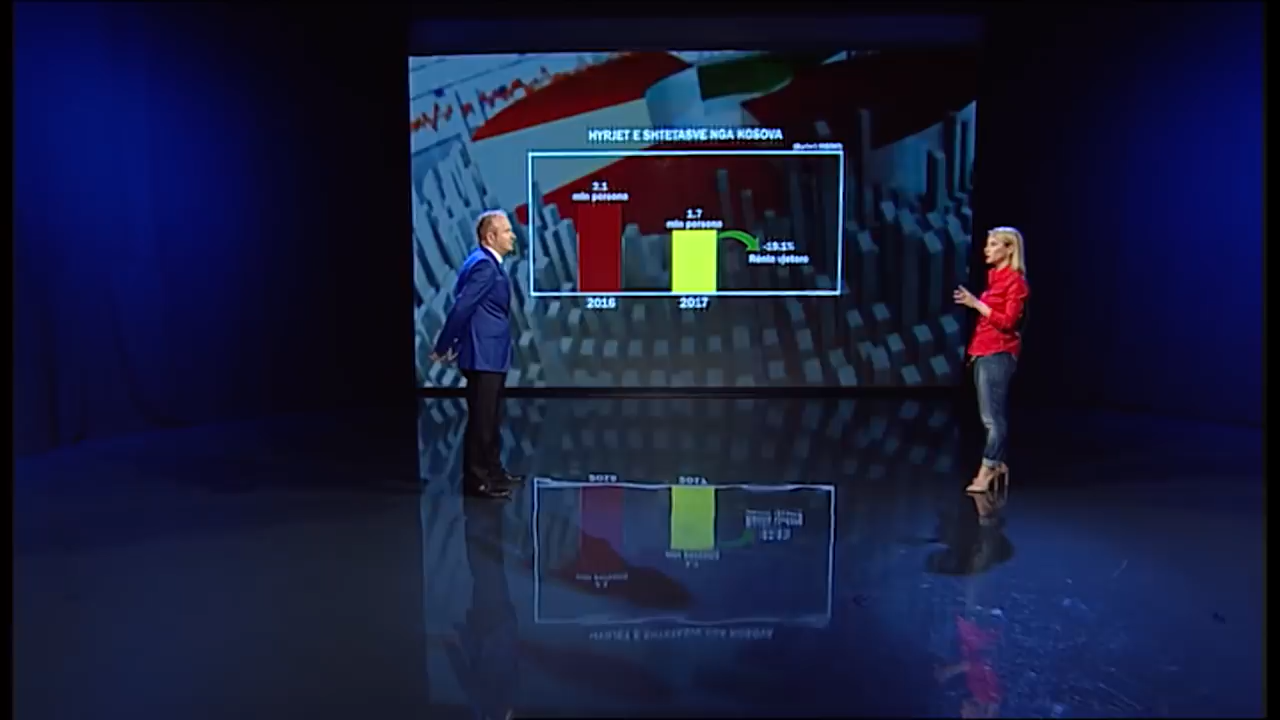 HYRJET E SHTETASVE NGA KOSOVA
2.1
mln persona
1.7
mln persona
-19.1%
Rënia vjetore
2016
2017